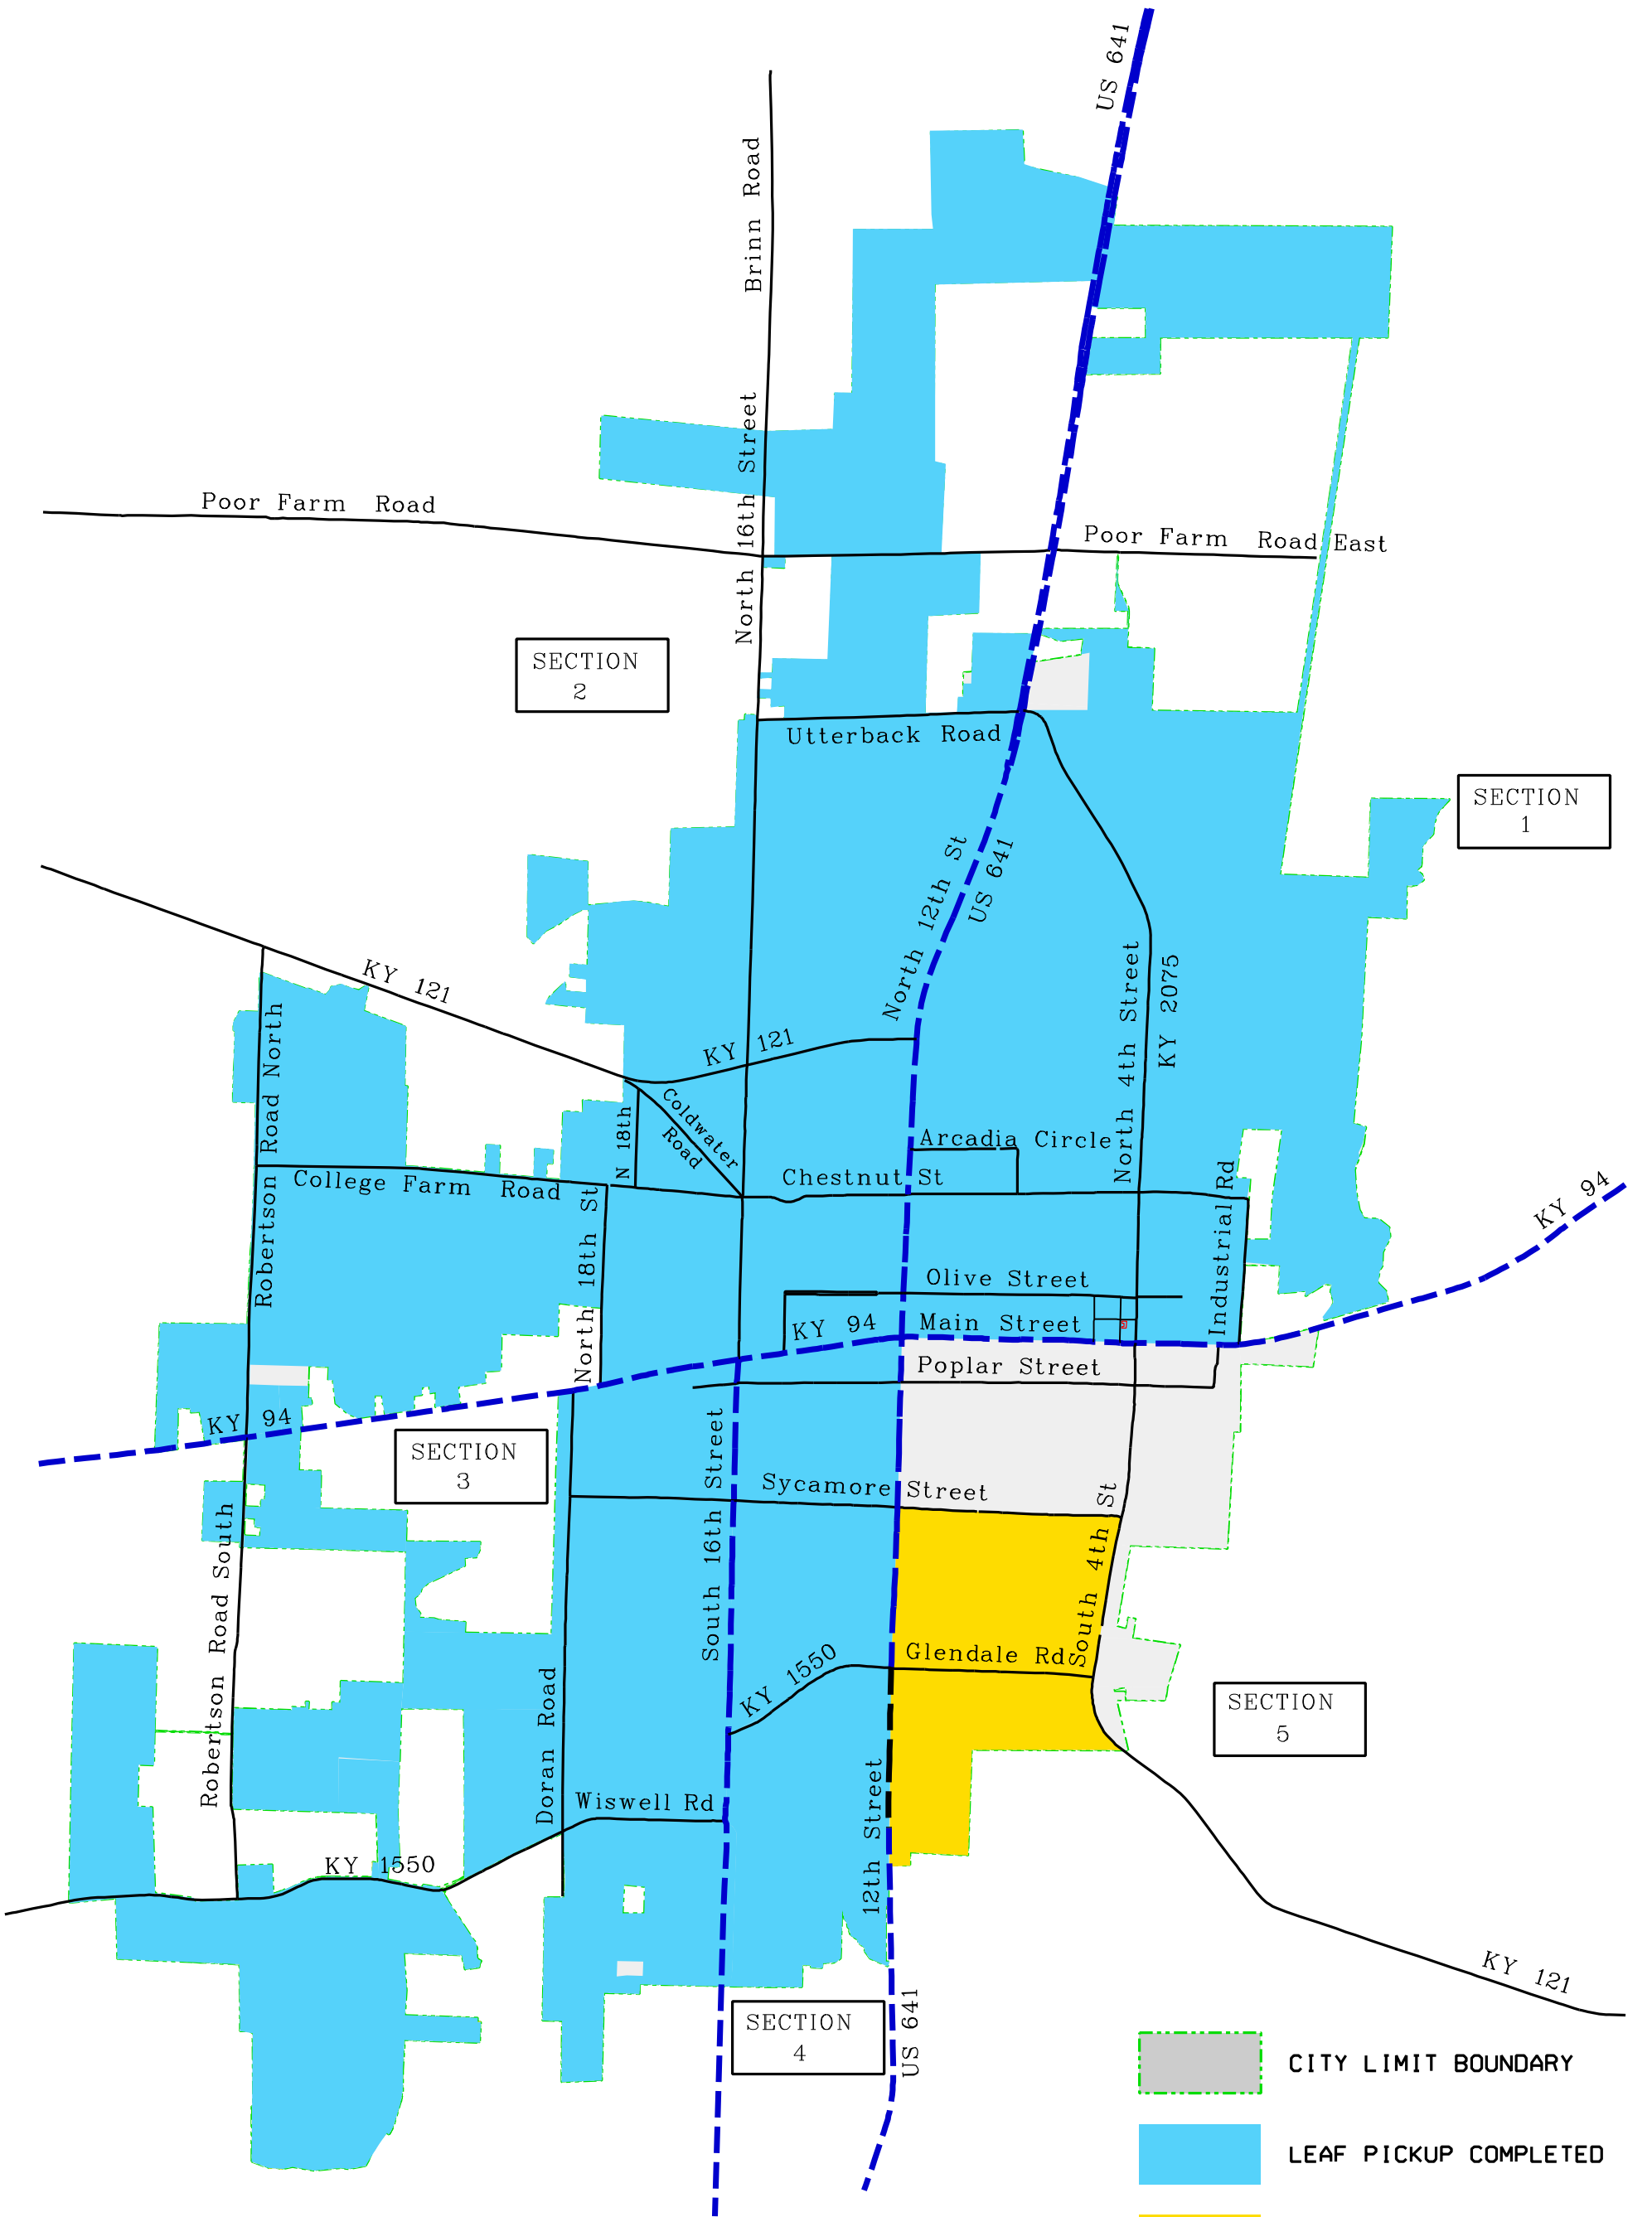 US 641
Brinn Road
North 16th Street
Poor Farm Road
Poor Farm Road East
North 16th Street
SECTION
2
Utterback Road
SECTION
1
North 12th St
US 641
KY 121
North 4th Street
KY 2075
Robertson Road North
KY 121
Coldwater
Road
N 18th
Arcadia Circle
Chestnut St
College Farm Road
North 18th St
Industrial Rd
KY 94
Olive Street
KY 94
Main Street
Poplar Street
KY 94
SECTION
3
South 16th Street
Sycamore Street
Robertson Road South
South 4th St
Glendale Rd
KY 1550
SECTION
5
Doran Road
Wiswell Rd
12th Street
KY 1550
KY 121
SECTION
4
US 641
CITY LIMIT BOUNDARY
LEAF PICKUP COMPLETED